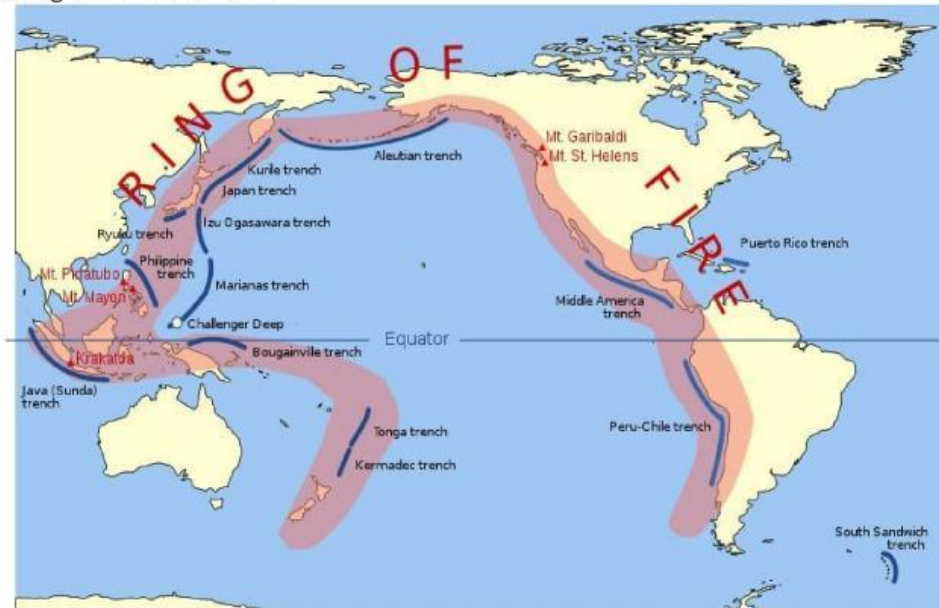 RING OF FIRE
Mt. Garibaldi
Mt. St. Helens
Aleutian trench
Kurile trench
Japan trench
Izu Ogasawara trench
Ryuku trench
Philippine
trench
Puerto Rico trench
Mt. Pinatubo
Mt. Mayon
Marianas trench
Middle America
trench
Challenger Deep
Equator
Bougainville trench
Krakatoa
Java (Sunda)
trench
Tonga trench
Peru-Chile trench
Kermadec trench
South Sandwich
trench